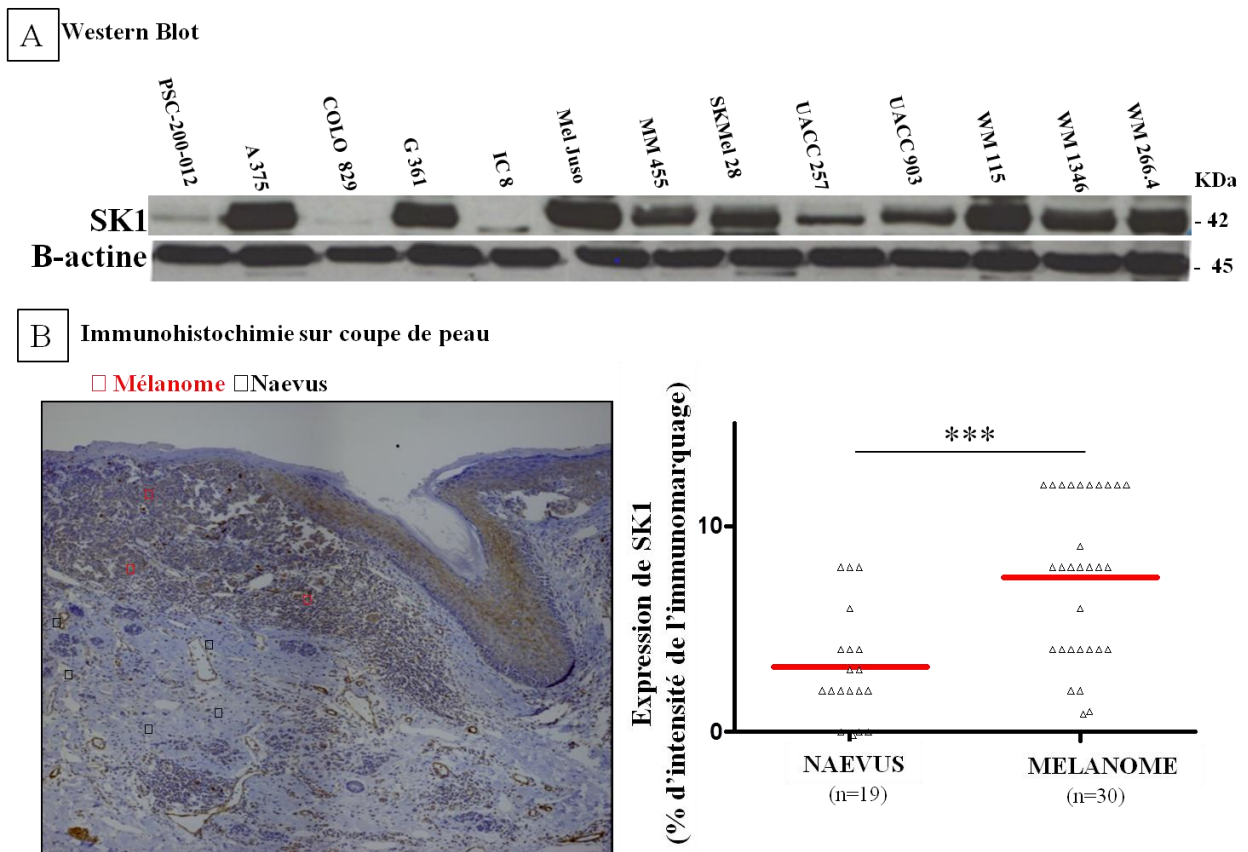 A Western Blot
PSC-200-012 A 375 COLO 829 G 361 IC 8 Mel Juso MM 455 SKMel 28 UACC 257 UACC 903 WM 115 WM 1346 WM 266.4
KDa
SK1 - 42
B-actine - 45
B Immunohistochimie sur coupe de peau
Mélanome Naevus
Expression de SK1
(% d'intensité de l'immunomarquage)
***
10
0
NAEVUS MELANOME
(n=19) (n=30)